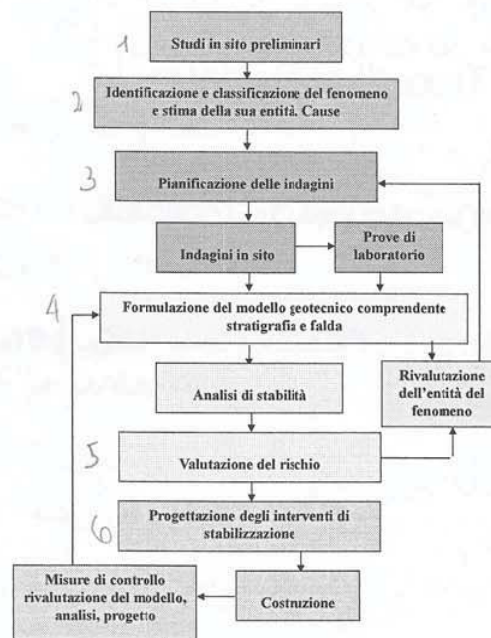 1
Studi in sito preliminari
2
Identificazione e classificazione del fenomeno
e stima della sua entità. Cause
3
Pianificazione delle indagini
Indagini in sito
Prove di
laboratorio
4
Formulazione del modello geotecnico comprendente
stratigrafia e falda
Analisi di stabilità
Rivalutazione
dell'entità del
fenomeno
5
Valutazione del rischio
6
Progettazione degli interventi di
stabilizzazione
Misure di controllo
rivalutazione del modello,
analisi, progetto
Costruzione